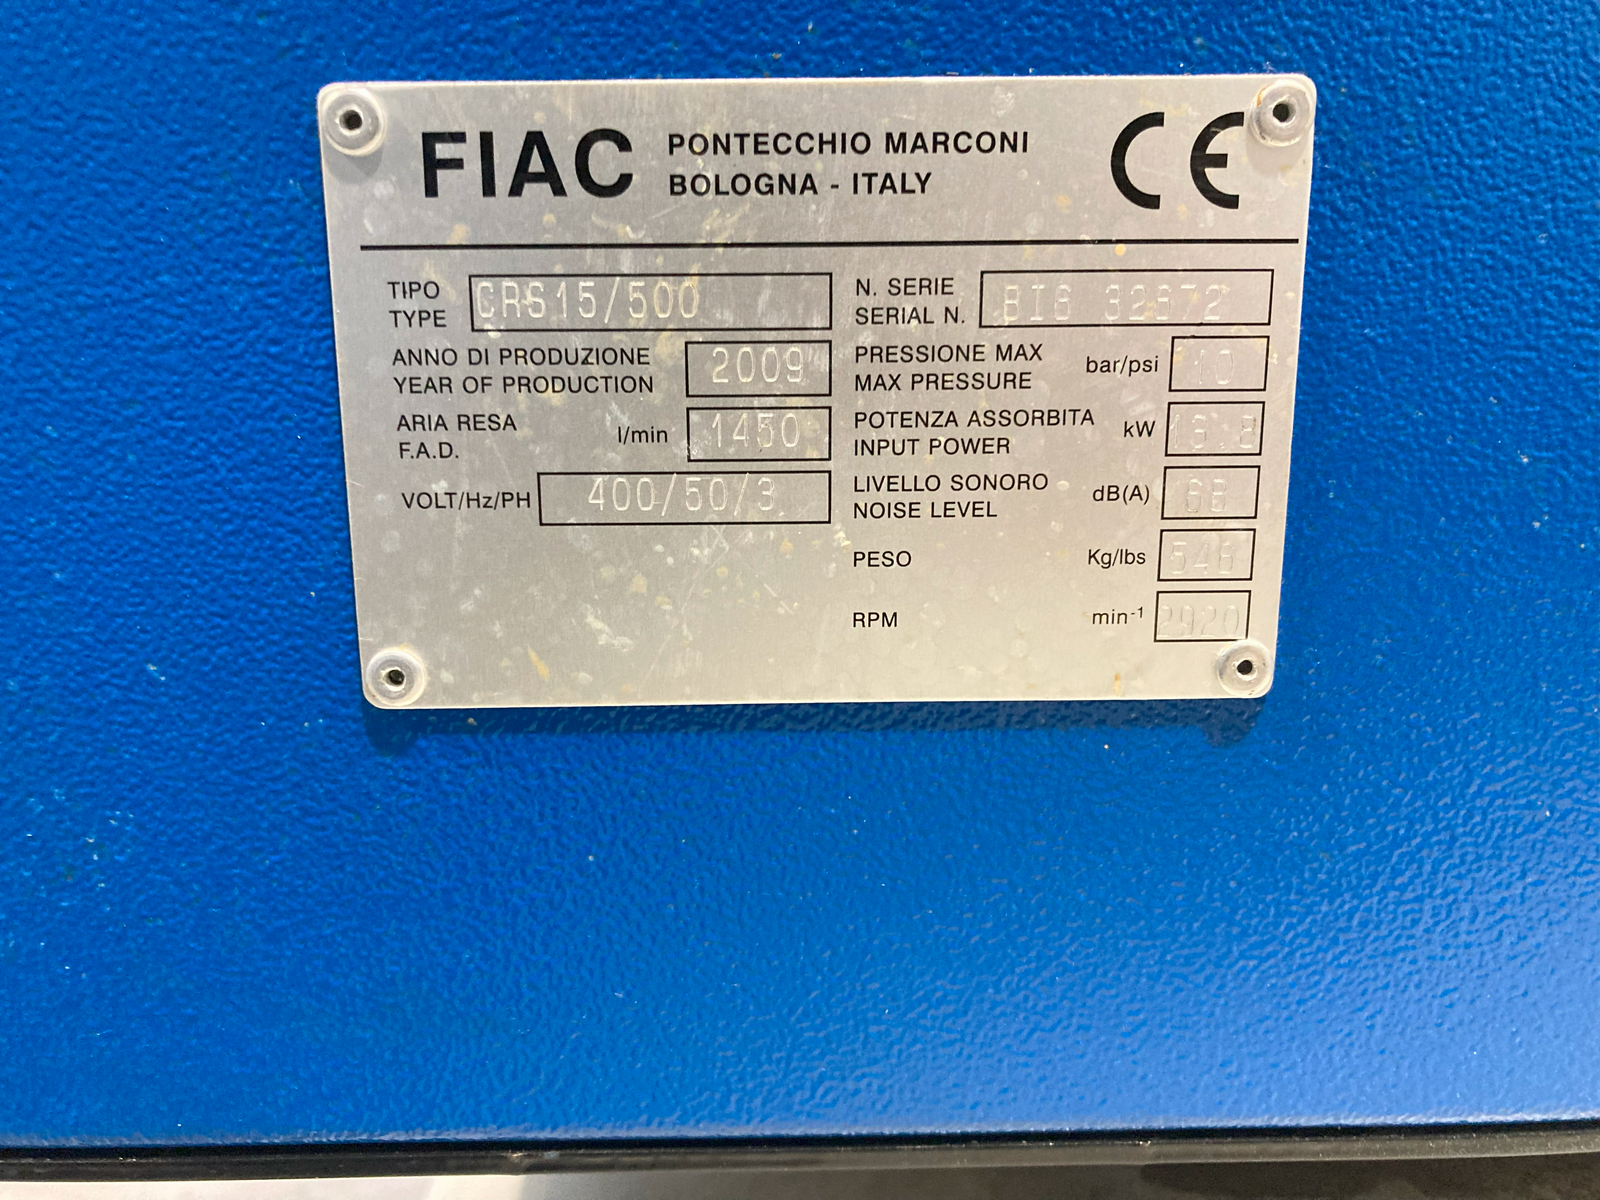 FIAC
PONTECCHIO MARCONI
BOLOGNA - ITALY
CE
TIPO
TYPE
CRS15/500
N. SERIE
SERIAL N.
ANNO DI PRODUZIONE
YEAR OF PRODUCTION
2009
PRESSIONE MAX
MAX PRESSURE
bar/psi
10
ARIA RESA
F.A.D.
l/min
1450
POTENZA ASSORBITA
INPUT POWER
kW
VOLT/Hz/PH
400/50/3
LIVELLO SONORO
NOISE LEVEL
dB(A)
PESO
Kg/lbs
RPM
min-1
2920